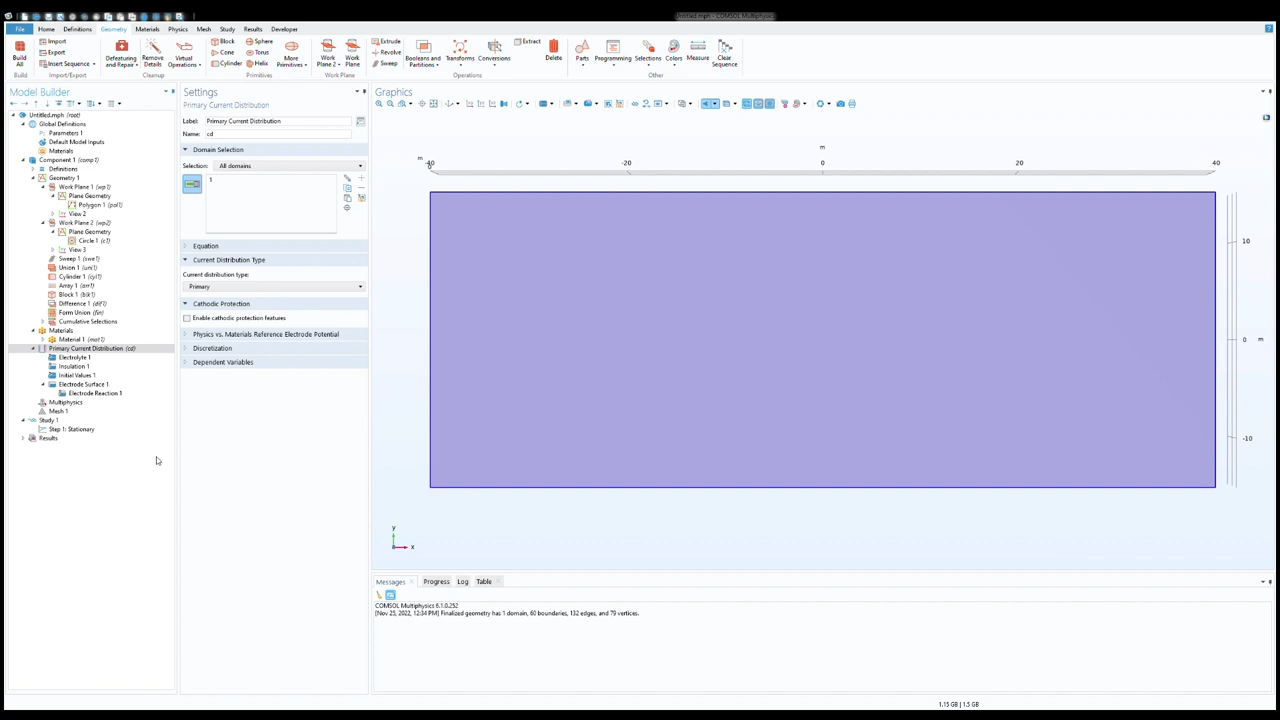 Untitled.mph - COMSOL Multiphysics
File Home Definitions Geometry Materials Physics Mesh Study Results Developer
Build All
Build
Import
Export
Insert Sequence
Import/Export
Defeaturing and Repair
Remove Details
Virtual Operations
Cleanup
Block
Cone
Cylinder
Sphere
Torus
Helix
More Primitives
Primitives
Work Plane 2
Work Plane
Work Plane
Extrude
Revolve
Sweep
Booleans and Partitions
Transforms
Conversions
Extract
Delete
Operations
Parts
Programming
Selections
Colors
Measure
Clear Sequence
Other
Model Builder
Untitled.mph (root)
Global Definitions
Parameters 1
Default Model Inputs
Materials
Component 1 (comp1)
Definitions
Geometry 1
Work Plane 1 (wp1)
Plane Geometry
Polygon 1 (pol1)
View 2
Work Plane 2 (wp2)
Plane Geometry
Circle 1 (c1)
View 3
Sweep 1 (swe1)
Union 1 (uni1)
Cylinder 1 (cyl1)
Array 1 (arr1)
Block 1 (blk1)
Difference 1 (dif1)
Form Union (fin)
Cumulative Selections
Materials
Material 1 (mat1)
Primary Current Distribution (cd)
Electrolyte 1
Insulation 1
Initial Values 1
Electrode Surface 1
Electrode Reaction 1
Multiphysics
Mesh 1
Study 1
Step 1: Stationary
Results
Settings
Primary Current Distribution
Label: Primary Current Distribution
Name: cd
Domain Selection
Selection: All domains
1
Equation
Current Distribution Type
Current distribution type:
Primary
Cathodic Protection
Enable cathodic protection features
Physics vs. Materials Reference Electrode Potential
Discretization
Dependent Variables
Graphics
m
m
-40 -20 0 20 40
0
10
0 m
-10
y
x
Messages Progress Log Table
COMSOL Multiphysics 6.1.0.252
[Nov 25, 2022, 12:34 PM] Finalized geometry has 1 domain, 60 boundaries, 132 edges, and 79 vertices.
1.15 GB | 1.5 GB